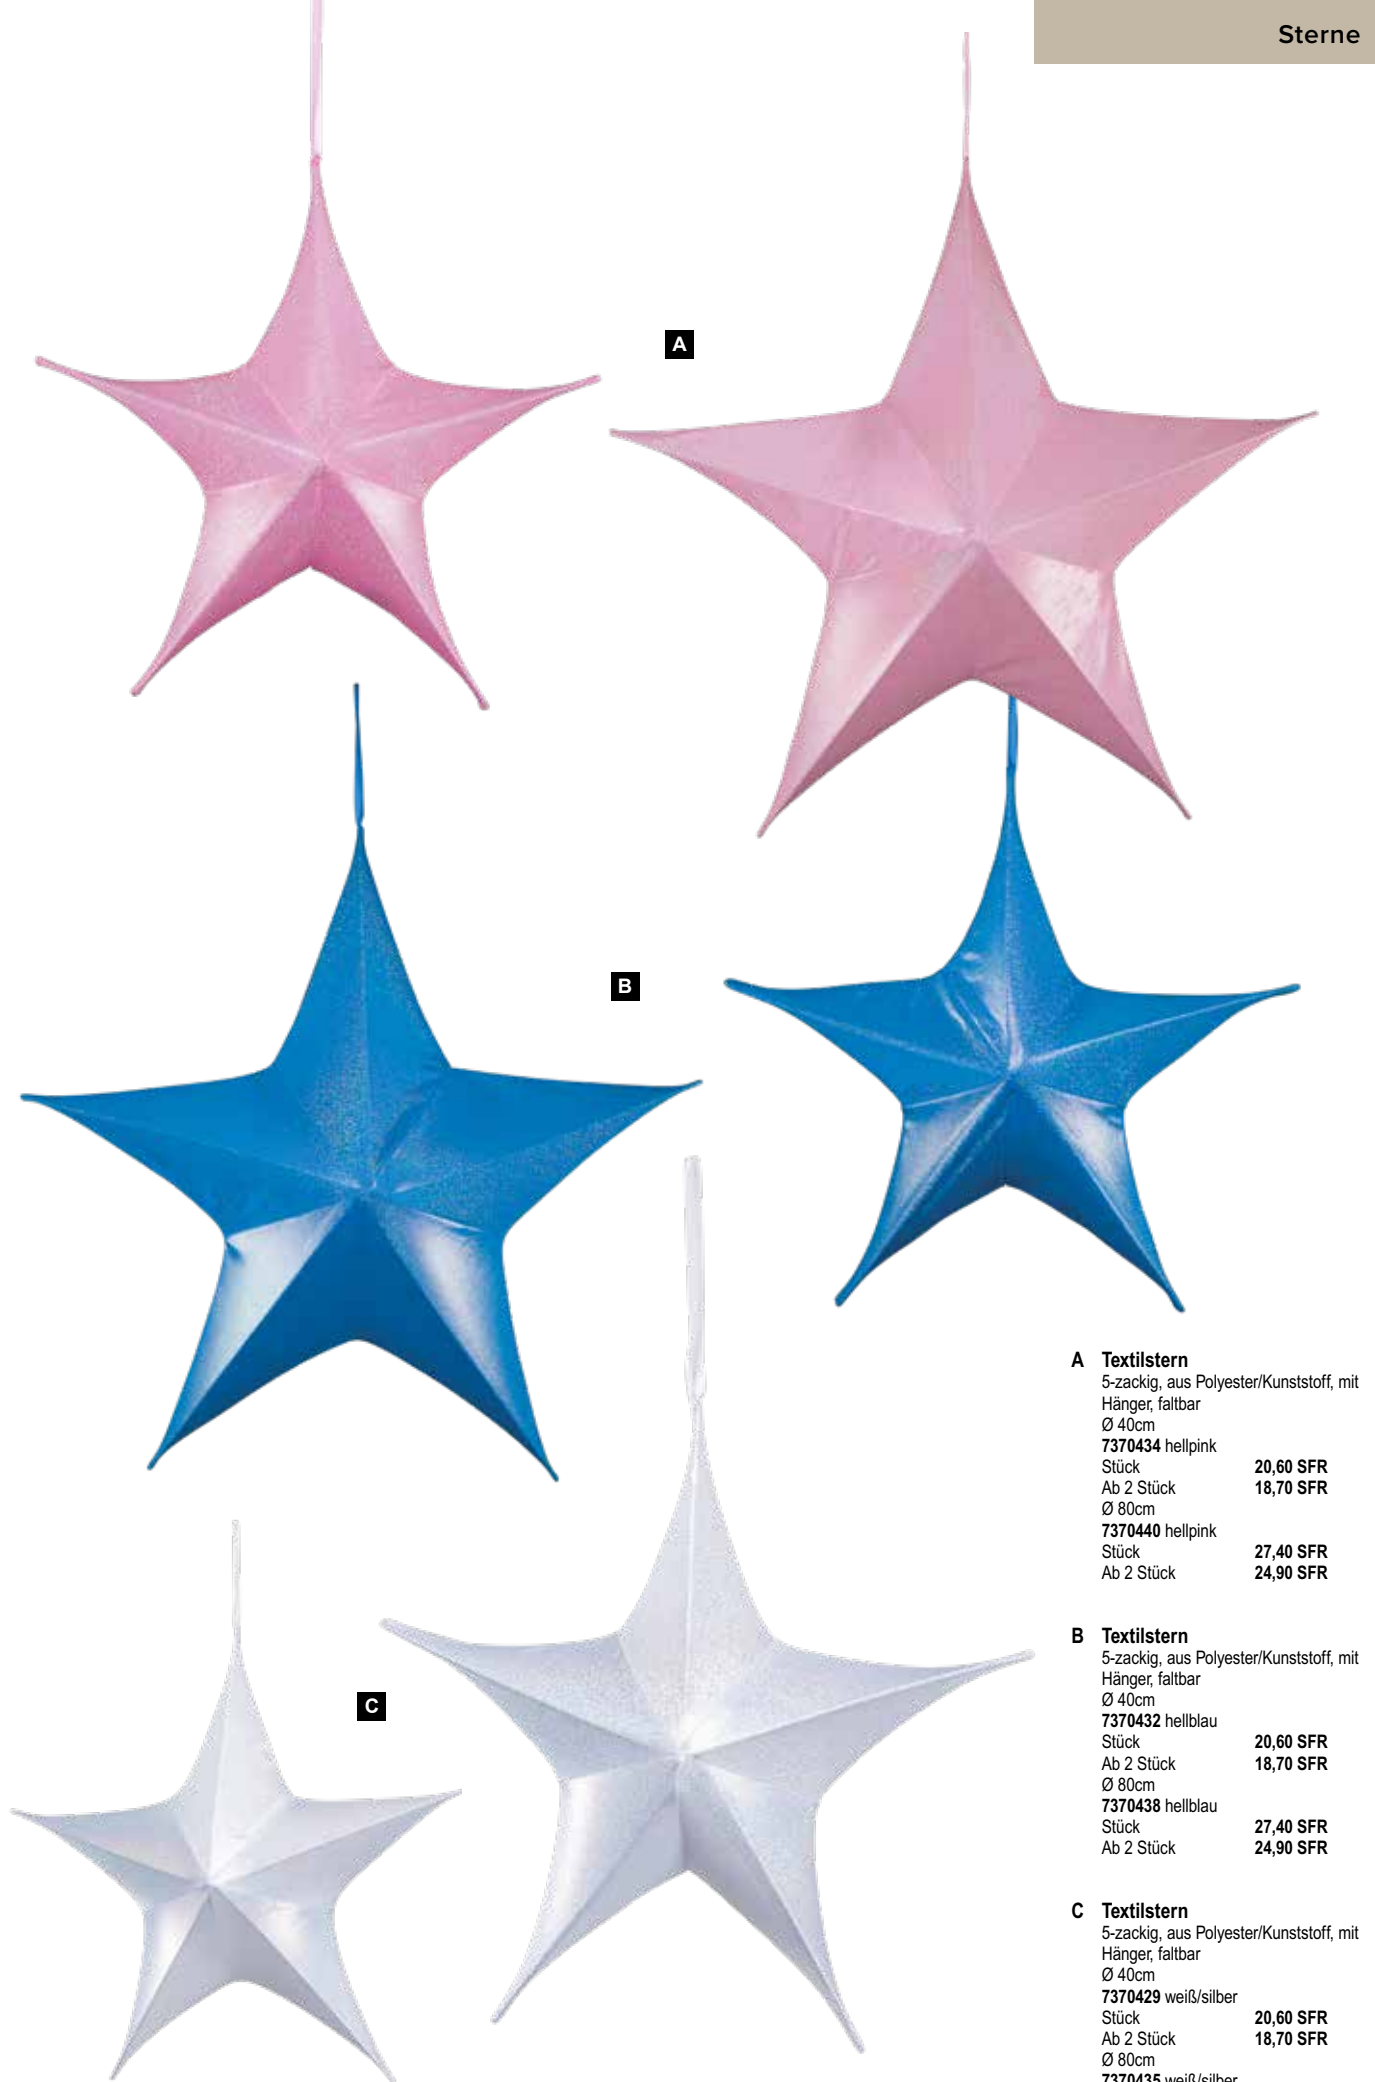 Sterne
A
B
C
A Textilstern
5-zackig, aus Polyester/Kunststoff, mit
Hänger, faltbar
Ø 40cm
7370434 hellpink
Stück 20,60 SFR
Ab 2 Stück 18,70 SFR
Ø 80cm
7370440 hellpink
Stück 27,40 SFR
Ab 2 Stück 24,90 SFR
B Textilstern
5-zackig, aus Polyester/Kunststoff, mit
Hänger, faltbar
Ø 40cm
7370432 hellblau
Stück 20,60 SFR
Ab 2 Stück 18,70 SFR
Ø 80cm
7370438 hellblau
Stück 27,40 SFR
Ab 2 Stück 24,90 SFR
C Textilstern
5-zackig, aus Polyester/Kunststoff, mit
Hänger, faltbar
Ø 40cm
7370429 weiß/silber
Stück 20,60 SFR
Ab 2 Stück 18,70 SFR
Ø 80cm
7370435 weiß/silber